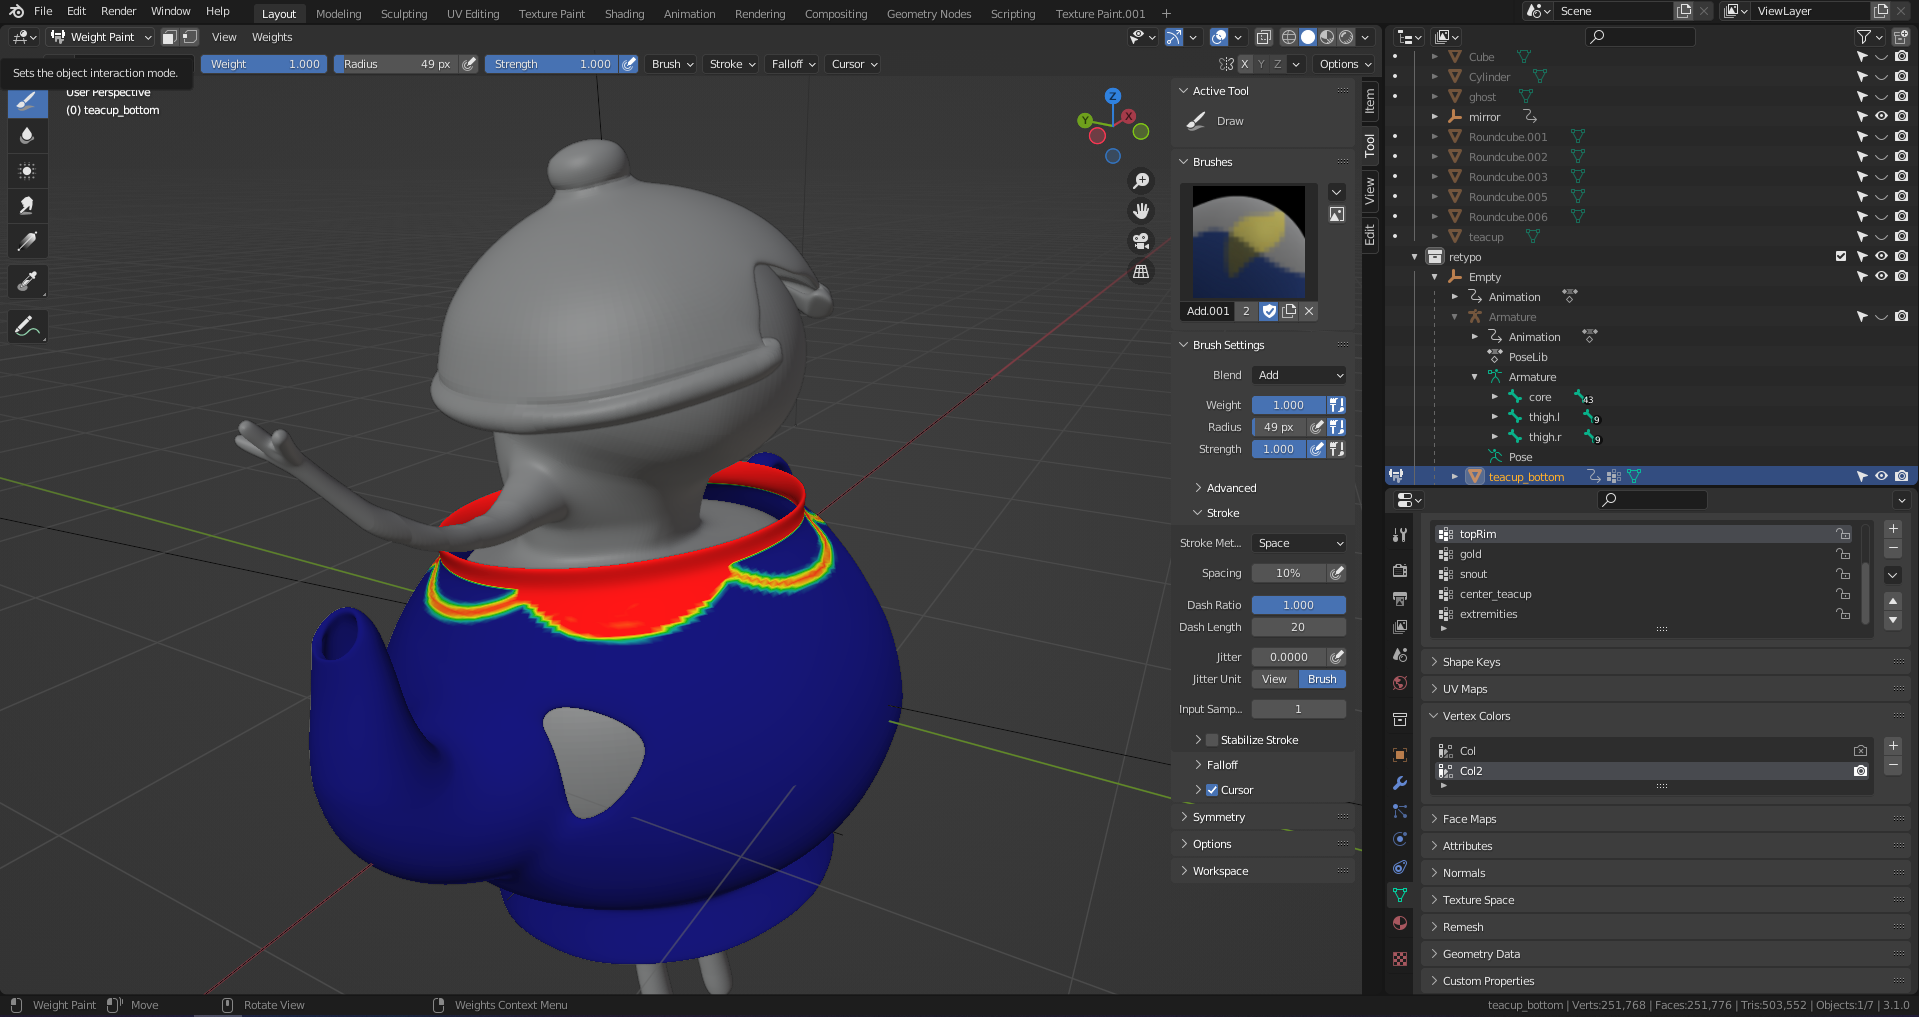 File Edit Render Window Help Layout Modeling Sculpting UV Editing Texture Paint Shading Animation Rendering Compositing Geometry Nodes Scripting Texture Paint.001 + Scene ViewLayer
Weight Paint View Weights
Weight 1.000 Radius 49 px Strength 1.000 Brush Stroke Falloff Cursor X Y Z Options
Sets the object interaction mode.
User Perspective
(0) teacup_bottom
Z
Y
X
Active Tool
Draw
Brushes
Add.001 2
Brush Settings
Blend Add
Weight 1.000
Radius 49 px
Strength 1.000
Advanced
Stroke
Stroke Met... Space
Spacing 10%
Dash Ratio 1.000
Dash Length 20
Jitter 0.0000
Jitter Unit View Brush
Input Samp... 1
Stabilize Stroke
Falloff
Cursor
Symmetry
Options
Workspace
Item
Tool
View
Edit
Cube
Cylinder
ghost
mirror
Roundcube.001
Roundcube.002
Roundcube.003
Roundcube.005
Roundcube.006
teacup
retypo
Empty
Animation
Armature
Animation
PoseLib
Armature
core 43
thigh.l 9
thigh.r 9
Pose
teacup_bottom
topRim
gold
snout
center_teacup
extremities
Shape Keys
UV Maps
Vertex Colors
Col
Col2
Face Maps
Attributes
Normals
Texture Space
Remesh
Geometry Data
Custom Properties
Weight Paint Move Rotate View Weights Context Menu teacup_bottom | Verts:251,768 | Faces:251,776 | Tris:503,552 | Objects:1/7 | 3.1.0